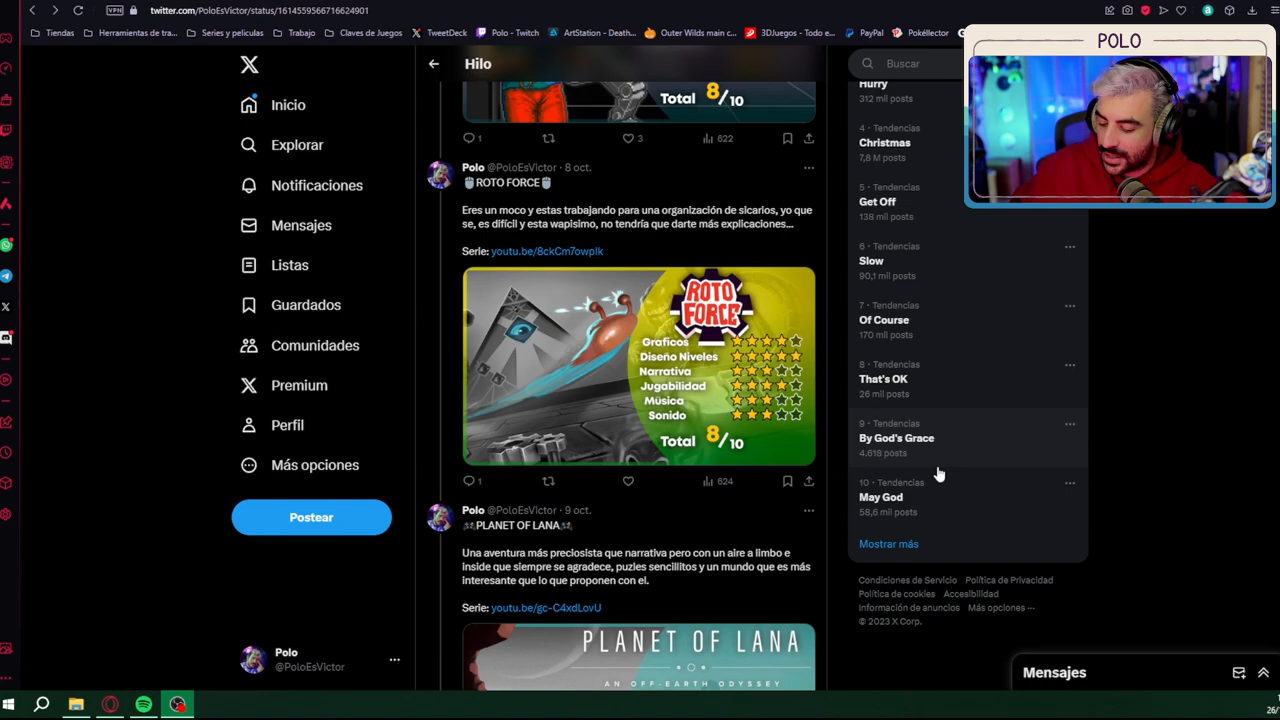 VPN
twitter.com/PoloEsVictor/status/1614559566716624901
Tiendas
Herramientas de tra...
Series y peliculas
Trabajo
Claves de Juegos
TweetDeck
Polo - Twitch
ArtStation - Death...
Outer Wilds main c...
3DJuegos - Todo e...
PayPal
Pokéllector
POLO
Inicio
Explorar
Notificaciones
Mensajes
Listas
Guardados
Comunidades
Premium
Perfil
Más opciones
Postear
Polo
@PoloEsVictor
Hilo
Total 8/10
1
3
622
Polo @PoloEsVictor · 8 oct.
ROTO FORCE
Eres un moco y estas trabajando para una organización de sicarios, yo que
se, es difícil y esta wapisimo, no tendría que darte más explicaciones...
Serie: youtu.be/8ckCm7owpIk
ROTO
FORCE
Graficos
Diseño Niveles
Narrativa
Jugabilidad
Música
Sonido
Total 8/10
1
624
Polo @PoloEsVictor · 9 oct.
PLANET OF LANA
Una aventura más preciosista que narrativa pero con un aire a limbo e
inside que siempre se agradece, puzles sencillitos y un mundo que es más
interesante que lo que proponen con el.
Serie: youtu.be/gc-C4xdLovU
PLANET OF LANA
AN OFF-EARTH ODYSSEY
Buscar
Hurry
312 mil posts
4 · Tendencias
Christmas
7,8 M posts
5 · Tendencias
Get Off
138 mil posts
6 · Tendencias
Slow
90,1 mil posts
7 · Tendencias
Of Course
170 mil posts
8 · Tendencias
That's OK
26 mil posts
9 · Tendencias
By God's Grace
4.618 posts
10 · Tendencias
May God
58,6 mil posts
Mostrar más
Condiciones de Servicio Política de Privacidad
Política de cookies Accesibilidad
Información de anuncios Más opciones ···
© 2023 X Corp.
Mensajes